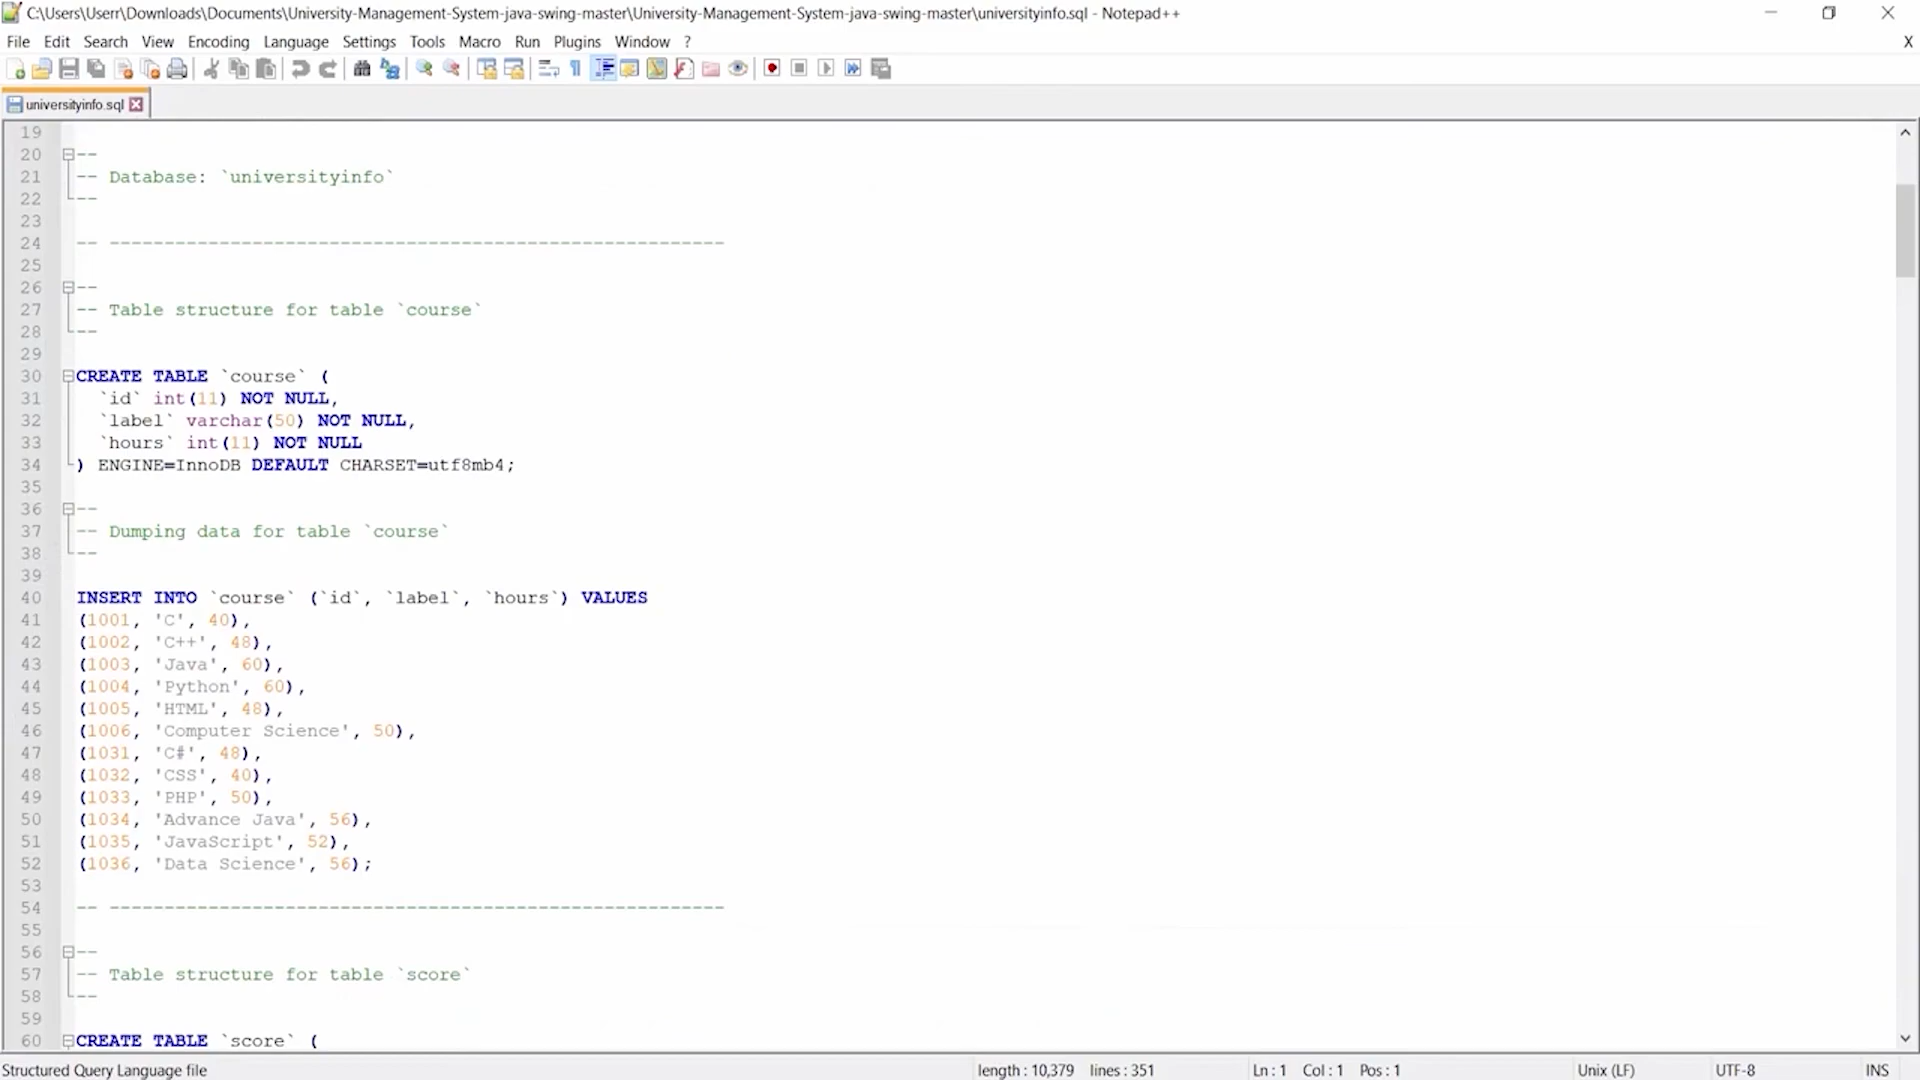 C:\Users\Userr\Downloads\Documents\University-Management-System-java-swing-master\University-Management-System-java-swing-master\universityinfo.sql - Notepad++
File Edit Search View Encoding Language Settings Tools Macro Run Plugins Window ? X
universityinfo.sql
19
20 --
21 -- Database: `universityinfo`
22 --
23
24 -- --------------------------------------------------------
25
26 --
27 -- Table structure for table `course`
28 --
29
30 CREATE TABLE `course` (
31 `id` int(11) NOT NULL,
32 `label` varchar(50) NOT NULL,
33 `hours` int(11) NOT NULL
34 ) ENGINE=InnoDB DEFAULT CHARSET=utf8mb4;
35
36 --
37 -- Dumping data for table `course`
38 --
39
40 INSERT INTO `course` (`id`, `label`, `hours`) VALUES
41 (1001, 'C', 40),
42 (1002, 'C++', 48),
43 (1003, 'Java', 60),
44 (1004, 'Python', 60),
45 (1005, 'HTML', 48),
46 (1006, 'Computer Science', 50),
47 (1031, 'C#', 48),
48 (1032, 'CSS', 40),
49 (1033, 'PHP', 50),
50 (1034, 'Advance Java', 56),
51 (1035, 'JavaScript', 52),
52 (1036, 'Data Science', 56);
53
54 -- --------------------------------------------------------
55
56 --
57 -- Table structure for table `score`
58 --
59
60 CREATE TABLE `score` (
Structured Query Language file length : 10,379 lines : 351 Ln : 1 Col : 1 Pos : 1 Unix (LF) UTF-8 INS